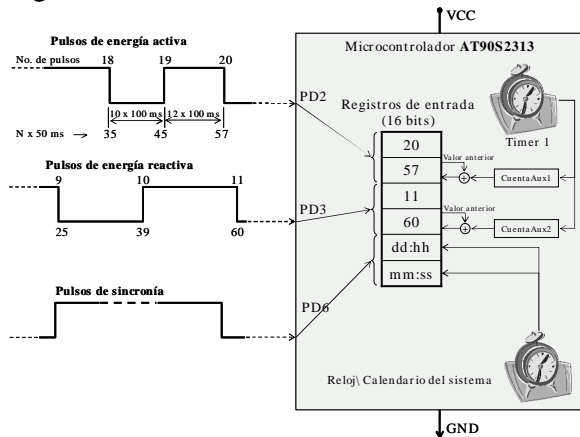 VCC
Pulsos de energía activa
No. de pulsos 18 19 20
10 x 100 ms 12 x 100 ms
N x 50 ms → 35 45 57
Pulsos de energía reactiva
9 10 11
25 39 60
Pulsos de sincronía
Microcontrolador AT90S2313
PD2
PD3
PD6
Registros de entrada
(16 bits)
20
57
11
60
dd:hh
mm:ss
Timer 1
Valor anterior
CuentaAux1
Valor anterior
CuentaAux2
Reloj\ Calendario del sistema
GND